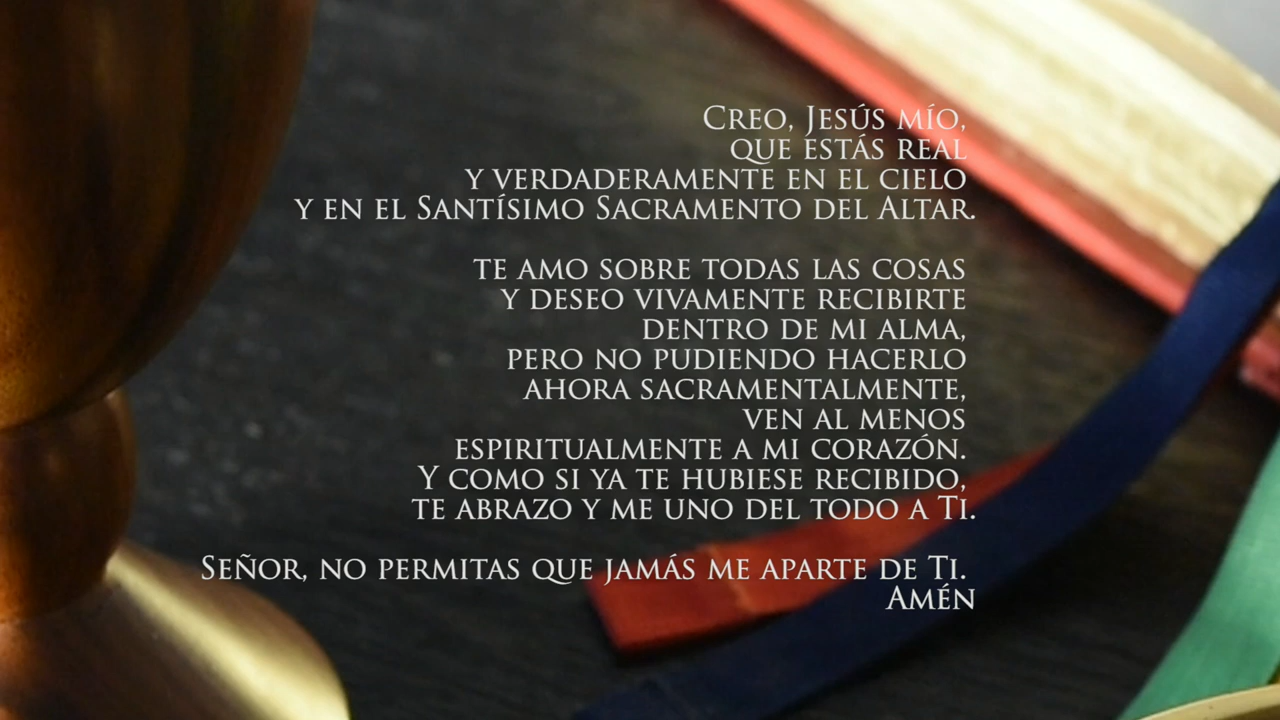 Creo, Jesús mío,
que estás real
y verdaderamente en el cielo
y en el Santísimo Sacramento del Altar.
te amo sobre todas las cosas
y deseo vivamente recibirte
dentro de mi alma,
pero no pudiendo hacerlo
ahora sacramentalmente,
ven al menos
espiritualmente a mi corazón.
Y como si ya te hubiese recibido,
te abrazo y me uno del todo a Ti.
Señor, no permitas que jamás me aparte de Ti.
Amén